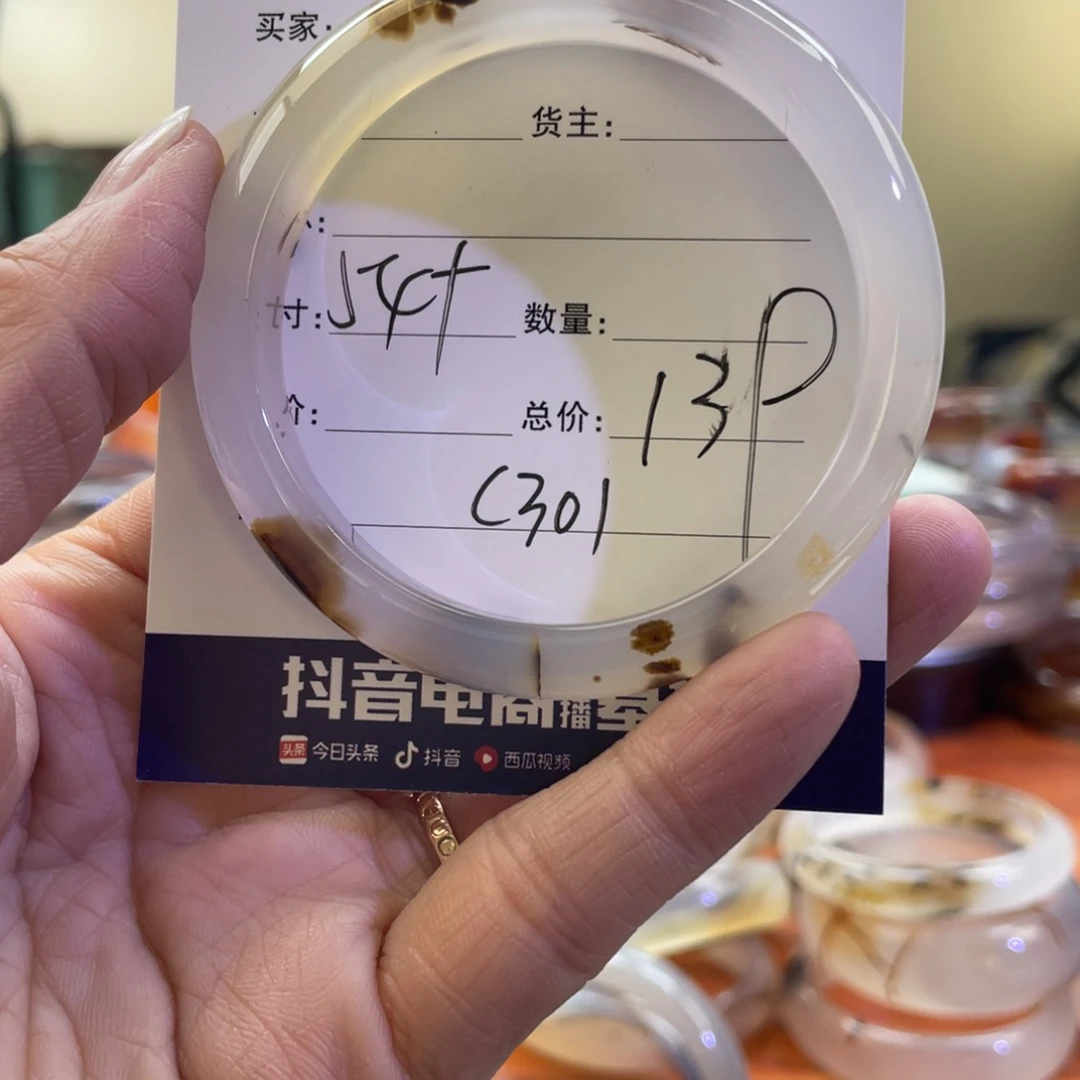 买家:
货主:
寸: 54+ 数量:
价: 总价: 13P
C301
抖音电商
播
头条 今日头条 抖音 西瓜视频